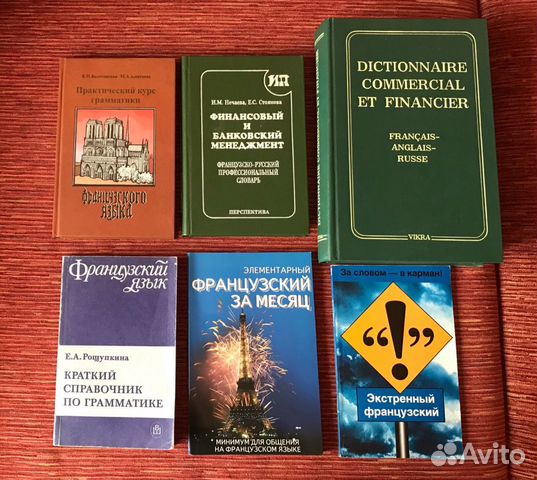 Практический курс
грамматики
французского
языка
ИП
И.М. Нечаева, Е.С. Стоянова
ФИНАНСОВЫЙ И
БАНКОВСКИЙ
МЕНЕДЖМЕНТ
ФРАНЦУЗСКО-РУССКИЙ
ПРОФЕССИОНАЛЬНЫЙ
СЛОВАРЬ
ПЕРСПЕКТИВА
DICTIONNAIRE
COMMERCIAL
ET FINANCIER
FRANÇAIS-
ANGLAIS-
RUSSE
VIKRA
Французский
язык
Е.А. Рощупкина
КРАТКИЙ
СПРАВОЧНИК
ПО ГРАММАТИКЕ
ЭЛЕМЕНТАРНЫЙ
ФРАНЦУЗСКИЙ
ЗА МЕСЯЦ
* МИНИМУМ ДЛЯ ОБЩЕНИЯ
НА ФРАНЦУЗСКОМ ЯЗЫКЕ
За словом – в карман!
“ ! ”
Экстренный
французский
Avito